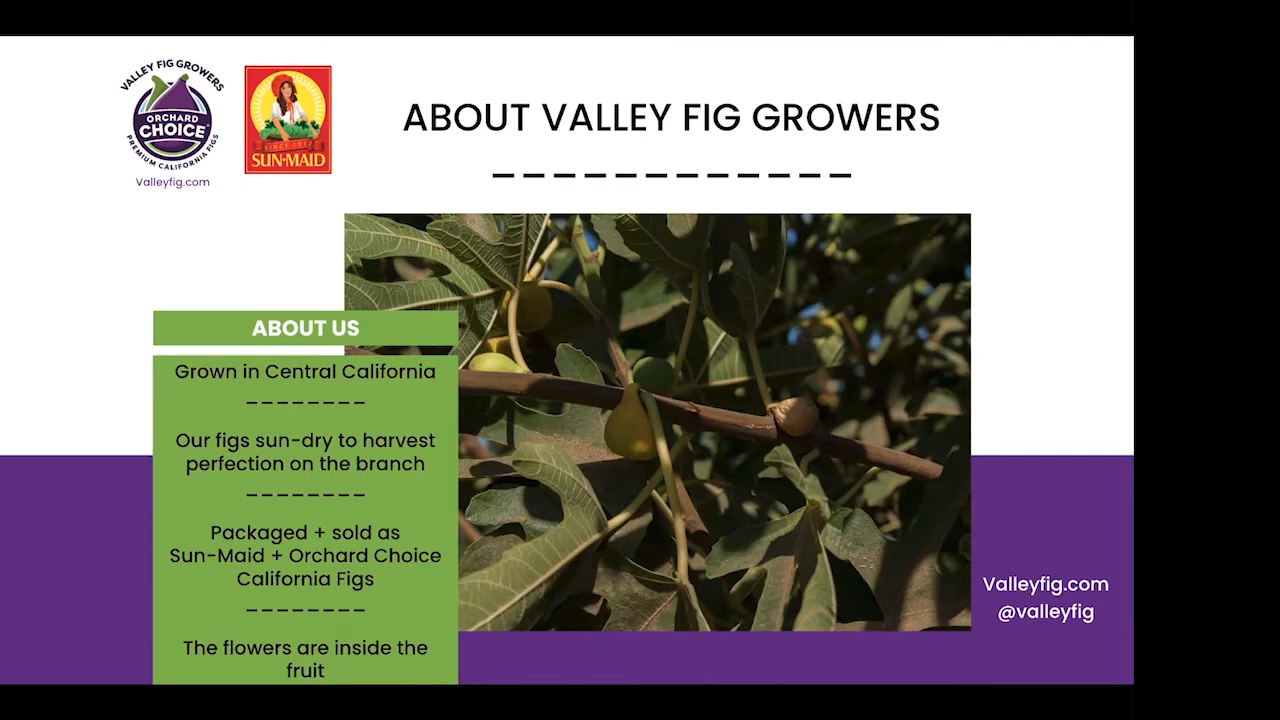 VALLEY FIG GROWERS
ORCHARD
CHOICE
PREMIUM CALIFORNIA FIGS
Valleyfig.com
SINCE 1912
SUN-MAID
ABOUT VALLEY FIG GROWERS
ABOUT US
Grown in Central California
Our figs sun-dry to harvest
perfection on the branch
Packaged + sold as
Sun-Maid + Orchard Choice
California Figs
The flowers are inside the
fruit
Valleyfig.com
@valleyfig